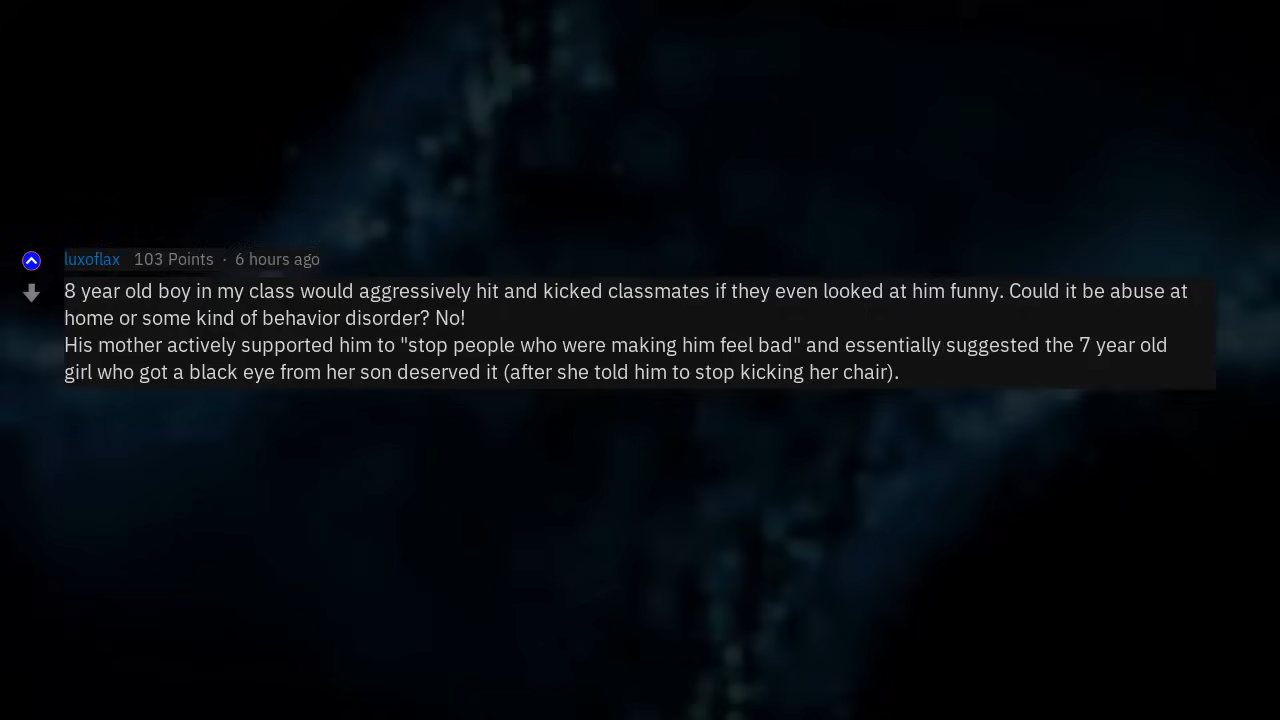 luxoflax 103 Points · 6 hours ago
8 year old boy in my class would aggressively hit and kicked classmates if they even looked at him funny. Could it be abuse at
home or some kind of behavior disorder? No!
His mother actively supported him to "stop people who were making him feel bad" and essentially suggested the 7 year old
girl who got a black eye from her son deserved it (after she told him to stop kicking her chair).